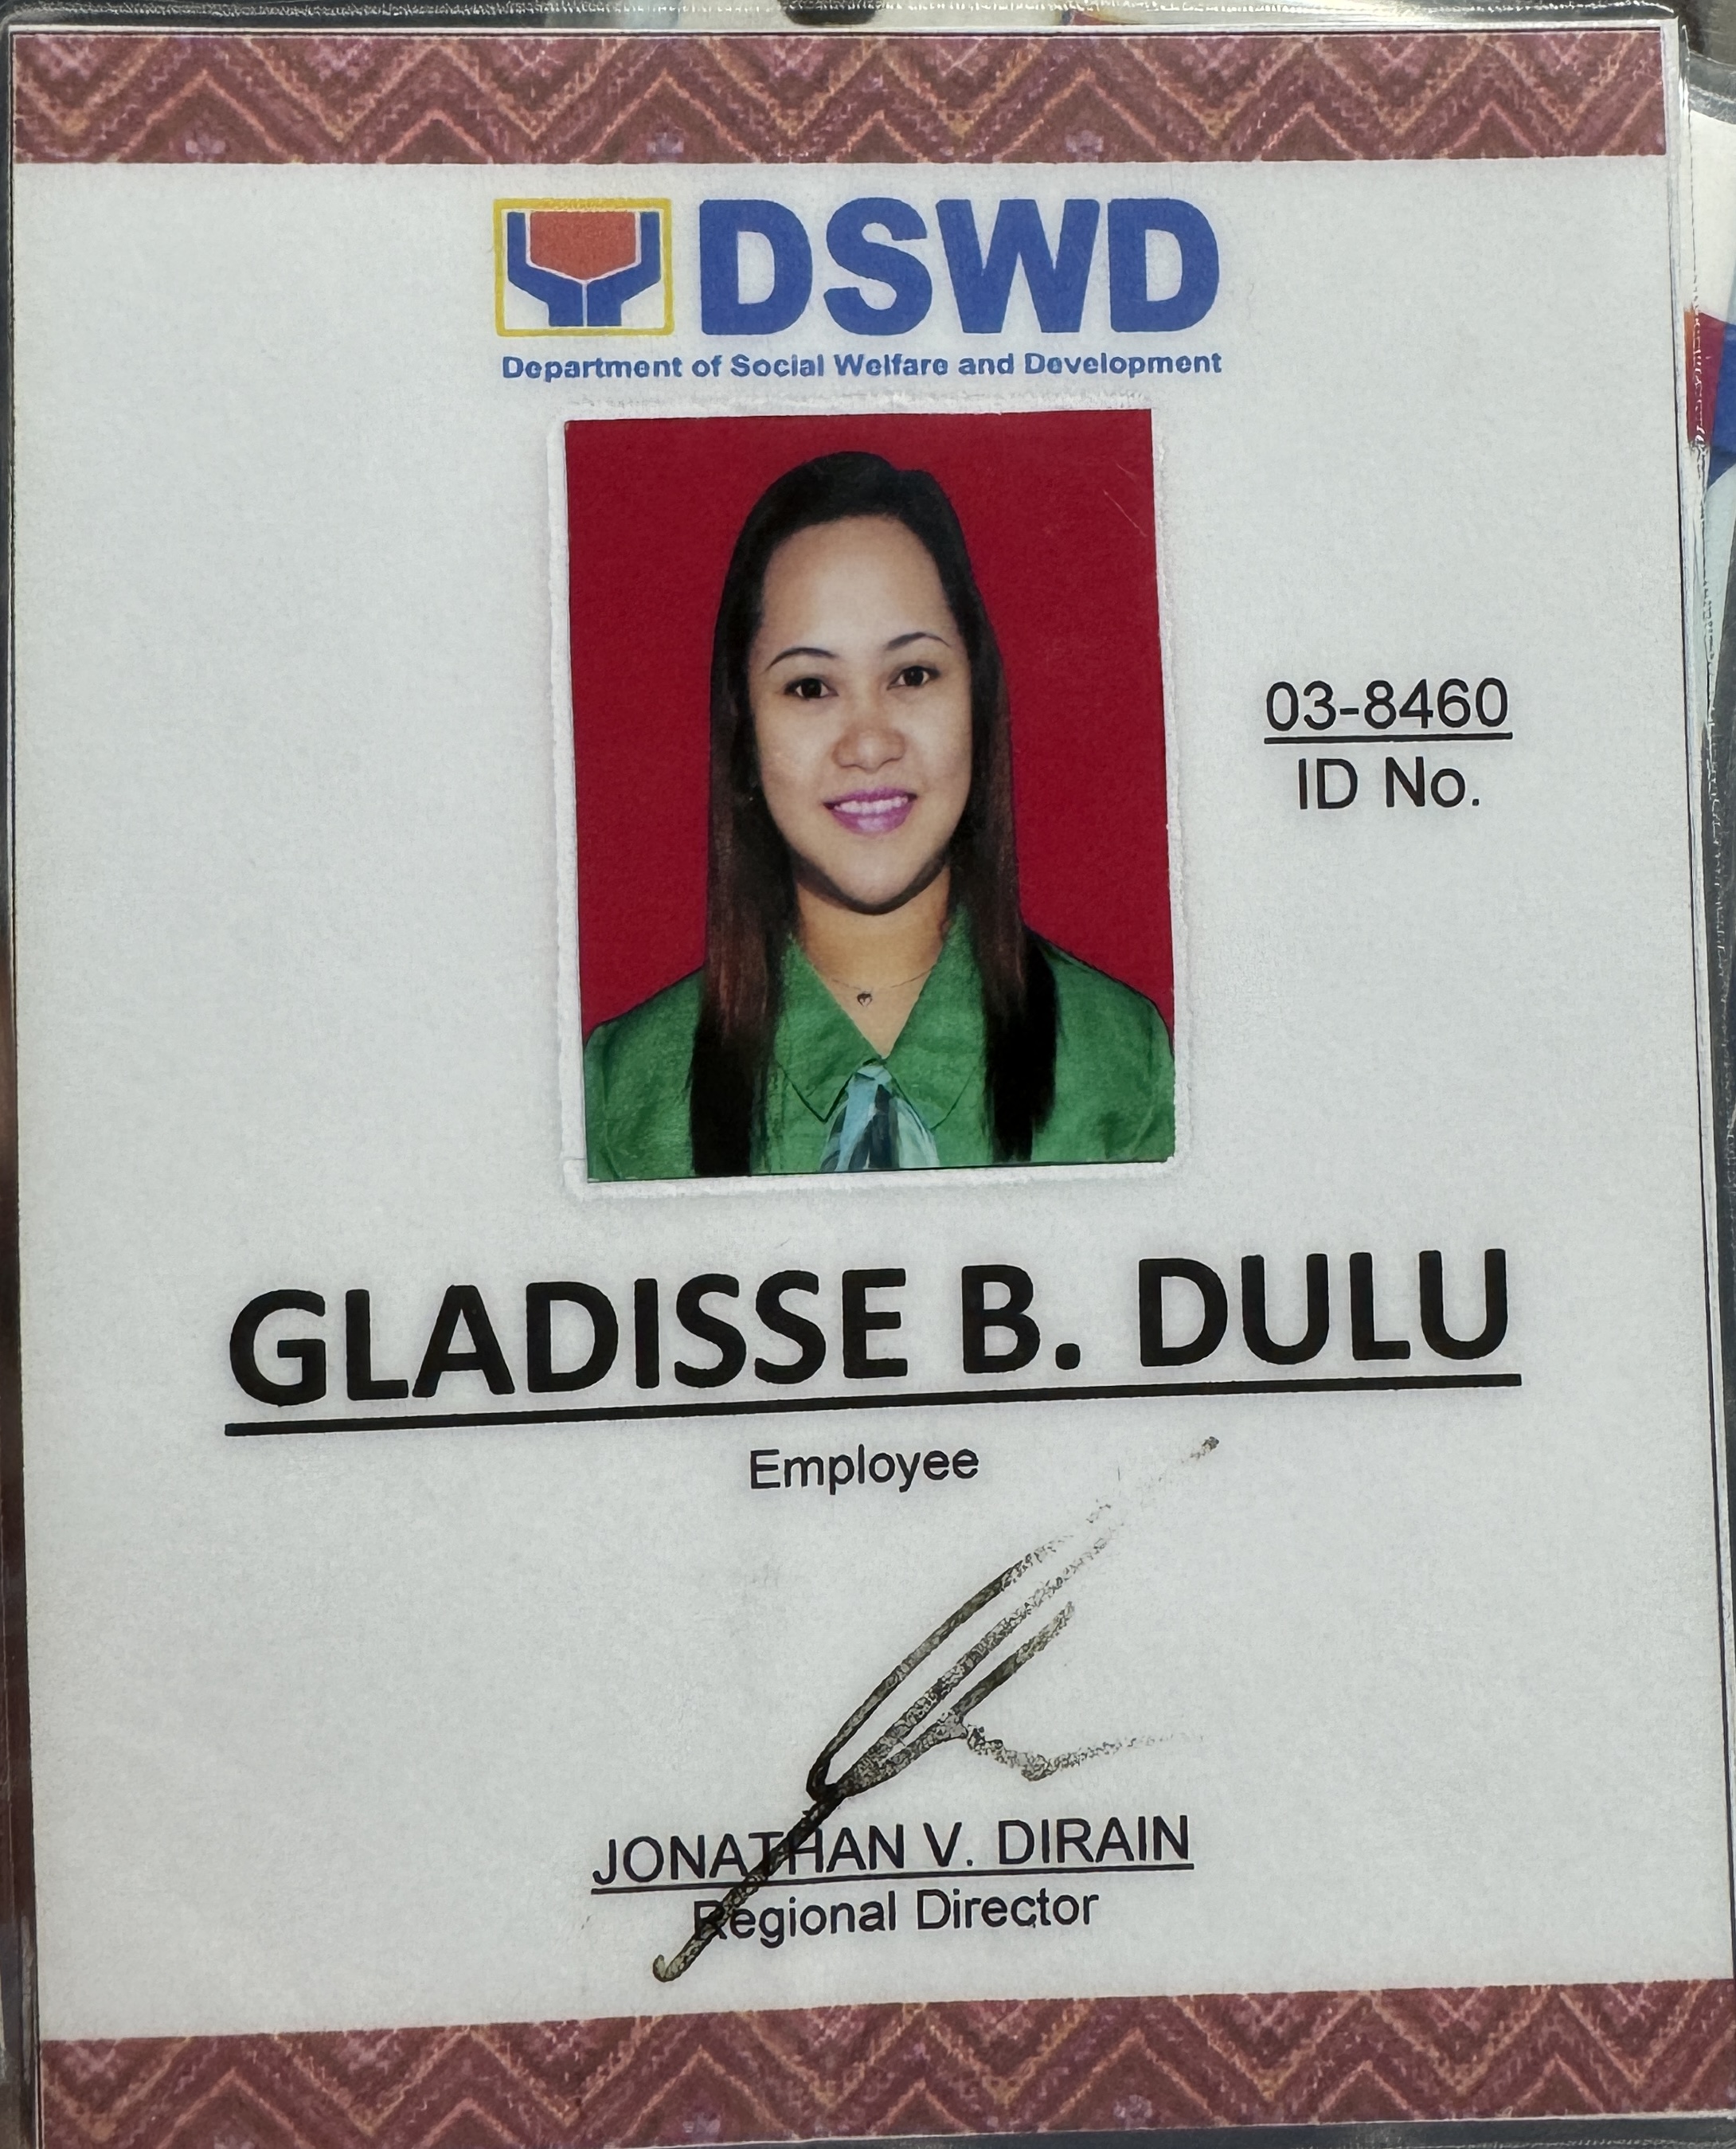 DSWD
Department of Social Welfare and Development
03-8460
ID No.
GLADISSE B. DULU
Employee
JONATHAN V. DIRAIN
Regional Director